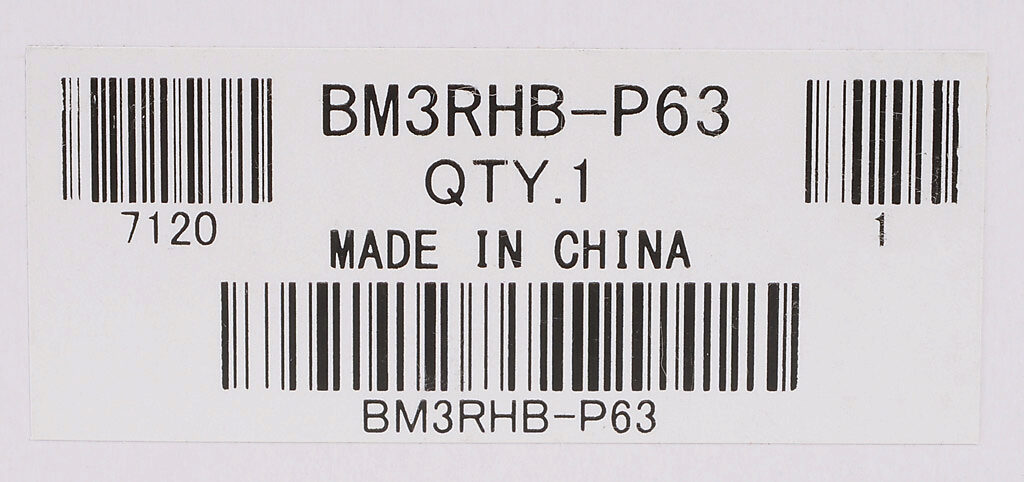 BM3RHB-P63
QTY.1
7120
1
MADE IN CHINA
BM3RHB-P63